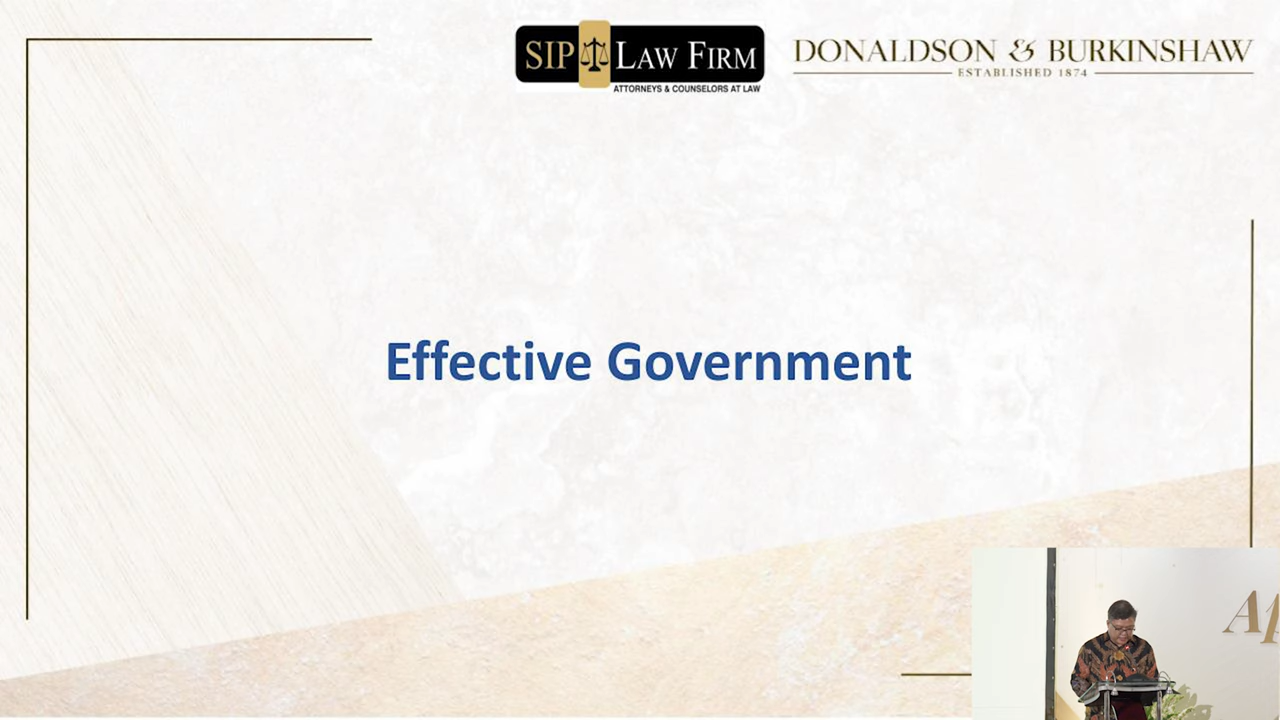 SIP LAW FIRM
ATTORNEYS & COUNSELORS AT LAW
DONALDSON & BURKINSHAW
ESTABLISHED 1874
Effective Government